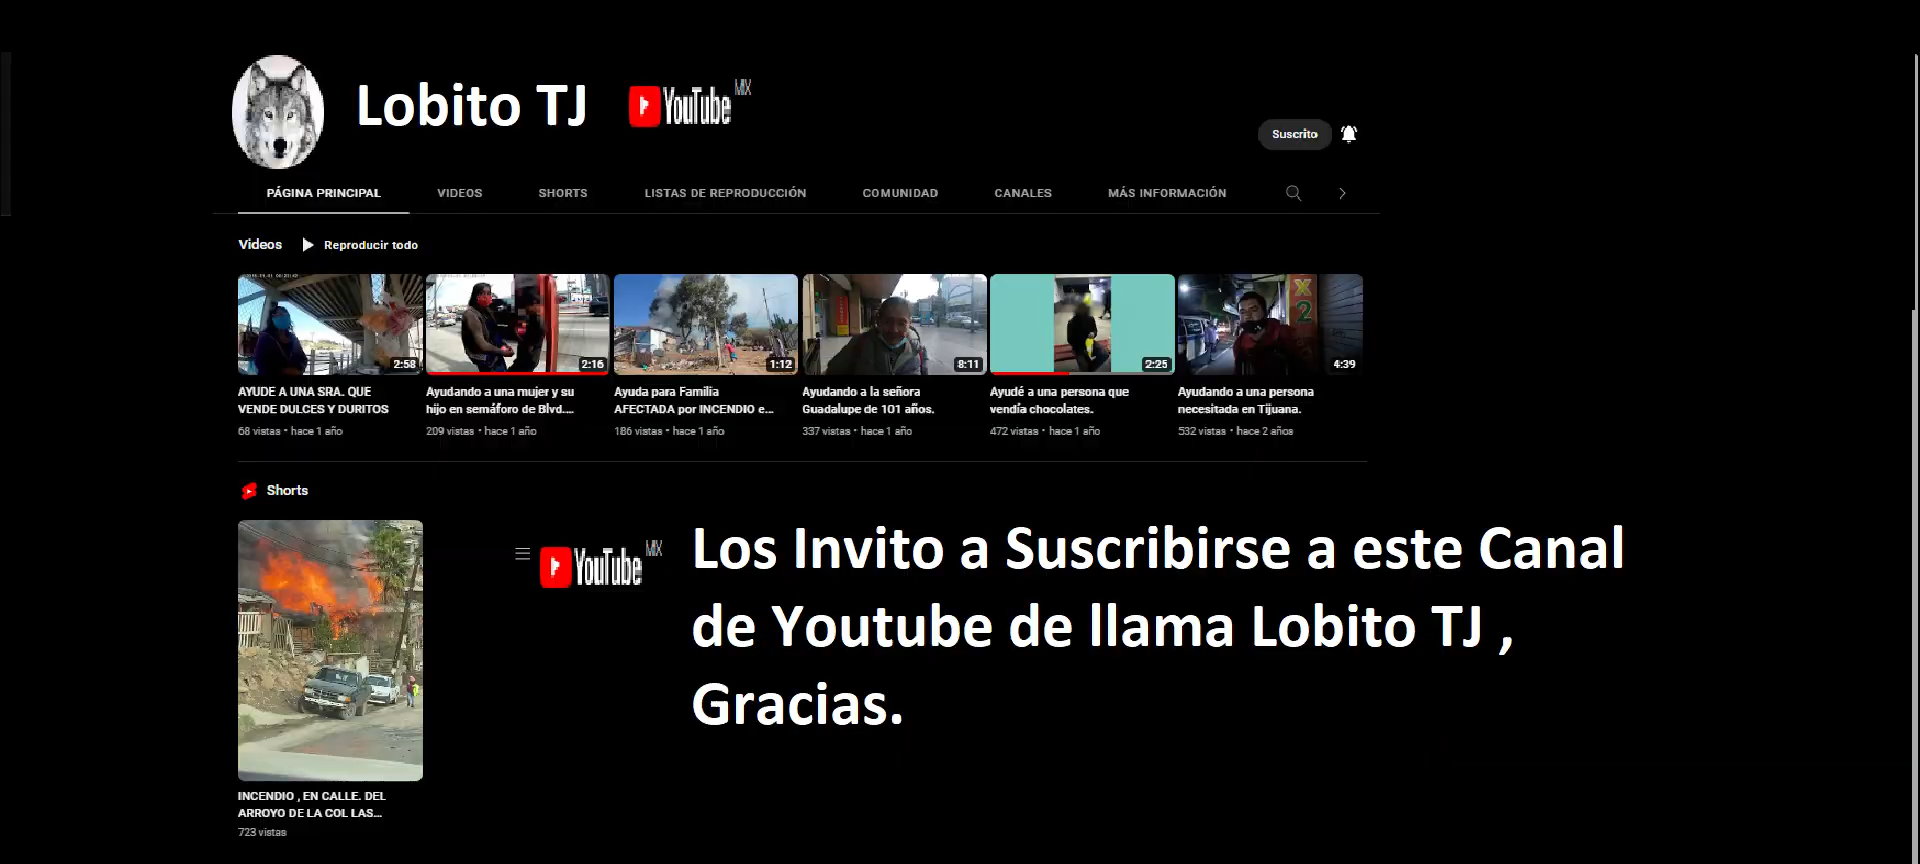 Lobito TJ
YouTube MX
Suscrito
PÁGINA PRINCIPAL VIDEOS SHORTS LISTAS DE REPRODUCCIÓN COMUNIDAD CANALES MÁS INFORMACIÓN
Videos Reproducir todo
2:58
AYUDE A UNA SRA. QUE
VENDE DULCES Y DURITOS
68 vistas • hace 1 año
2:16
Ayudando a una mujer y su
hijo en semáforo de Blvd....
209 vistas • hace 1 año
1:12
Ayuda para Familia
AFECTADA por INCENDIO e...
186 vistas • hace 1 año
8:11
Ayudando a la señora
Guadalupe de 101 años.
337 vistas • hace 1 año
2:25
Ayudé a una persona que
vendía chocolates.
472 vistas • hace 1 año
X
2
4:39
Ayudando a una persona
necesitada en Tijuana.
532 vistas • hace 2 años
Shorts
INCENDIO , EN CALLE. DEL
ARROYO DE LA COL LAS...
723 vistas
YouTube MX
Los Invito a Suscribirse a este Canal
de Youtube de llama Lobito TJ ,
Gracias.